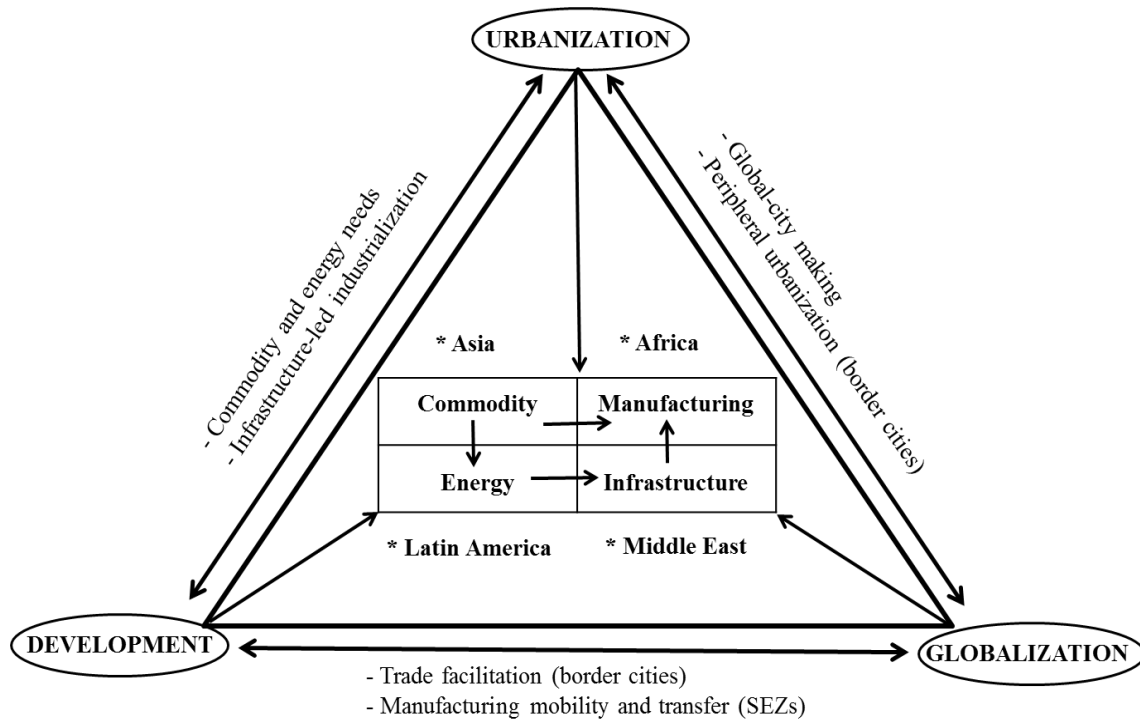 URBANIZATION
- Commodity and energy needs
- Infrastructure-led industrialization
- Global-city making
- Peripheral urbanization (border cities)
* Asia
* Africa
Commodity
Manufacturing
Energy
Infrastructure
* Latin America
* Middle East
DEVELOPMENT
GLOBALIZATION
- Trade facilitation (border cities)
- Manufacturing mobility and transfer (SEZs)